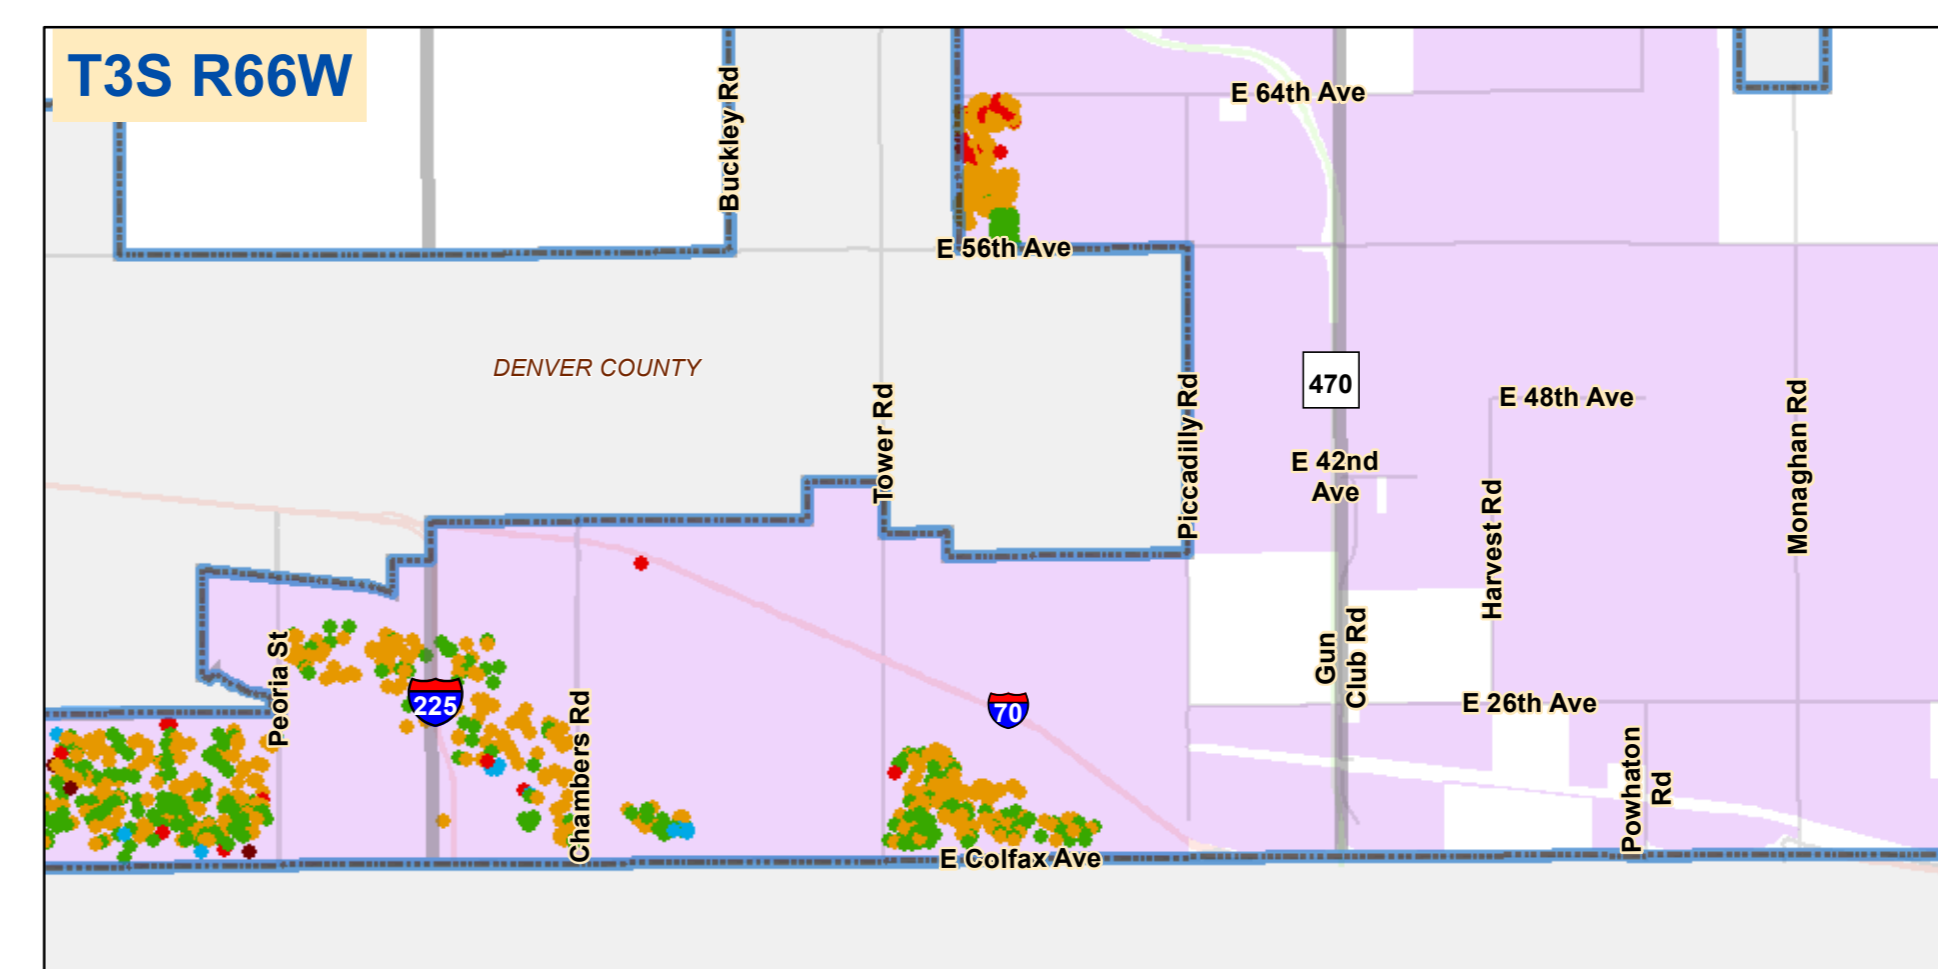 T3S R66W
Buckley Rd
E 64th Ave
E 56th Ave
DENVER COUNTY
470
Tower Rd
Piccadilly Rd
E 48th Ave
Monaghan Rd
E 42nd
Ave
Harvest Rd
Gun
Club Rd
Peoria St
225
Chambers Rd
70
E 26th Ave
Powhaton
Rd
E Colfax Ave